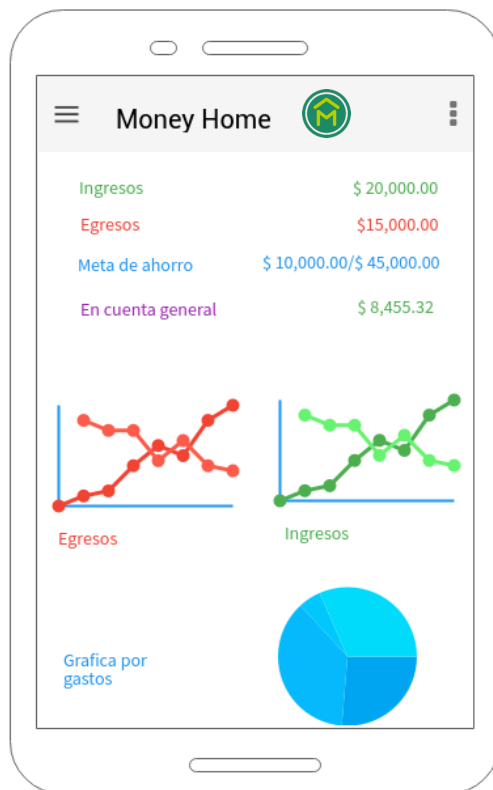 Money Home
Ingresos $ 20,000.00
Egresos $15,000.00
Meta de ahorro $ 10,000.00/$ 45,000.00
En cuenta general $ 8,455.32
Egresos
Ingresos
Grafica por
gastos